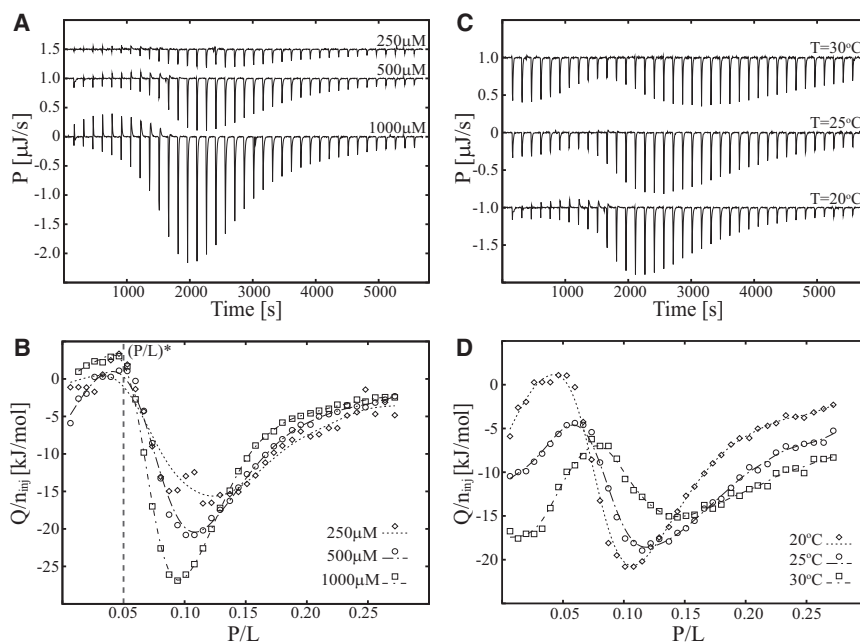 A
250μM
500μM
1000μM
1.5
1.0
0.5
0
-0.5
-1.0
-1.5
-2.0
P [μJ/s]
1000 2000 3000 4000 5000
Time [s]
C
T=30°C
T=25°C
T=20°C
1.0
0.5
0
-0.5
-1.0
-1.5
P [μJ/s]
1000 2000 3000 4000 5000
Time [s]
B
(P/L)*
0
-5
-10
-15
-20
-25
Q/n_inj [kJ/mol]
250μM
500μM
1000μM
0.05 0.10 0.15 0.20 0.25
P/L
D
0
-5
-10
-15
-20
Q/n_inj [kJ/mol]
20°C
25°C
30°C
0.05 0.10 0.15 0.20 0.25
P/L